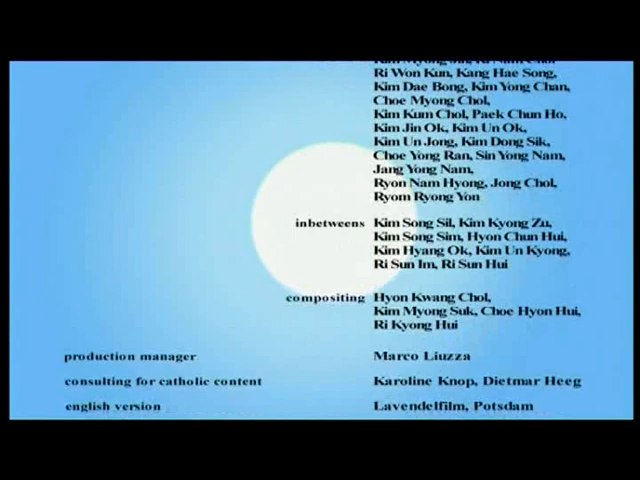 Ri Won Kun, Kang Hae Song,
Kim Dae Bong, Kim Yong Chan,
Choe Myong Chol,
Kim Kum Chol, Paek Chun Ho,
Kim Jin Ok, Kim Un Ok,
Kim Un Jong, Kim Dong Sik,
Choe Yong Ran, Sin Yong Nam,
Jang Yong Nam,
Ryon Nam Hyong, Jong Chol,
Ryom Ryong Yon
inbetweens Kim Song Sil, Kim Kyong Zu,
Kim Song Sim, Hyon Chun Hui,
Kim Hyang Ok, Kim Un Kyong,
Ri Sun Im, Ri Sun Hui
compositing Hyon Kwang Chol,
Kim Myong Suk, Choe Hyon Hui,
Ri Kyong Hui
production manager Marco Liuzza
consulting for catholic content Karoline Knop, Dietmar Heeg
english version Lavendelfilm, Potsdam